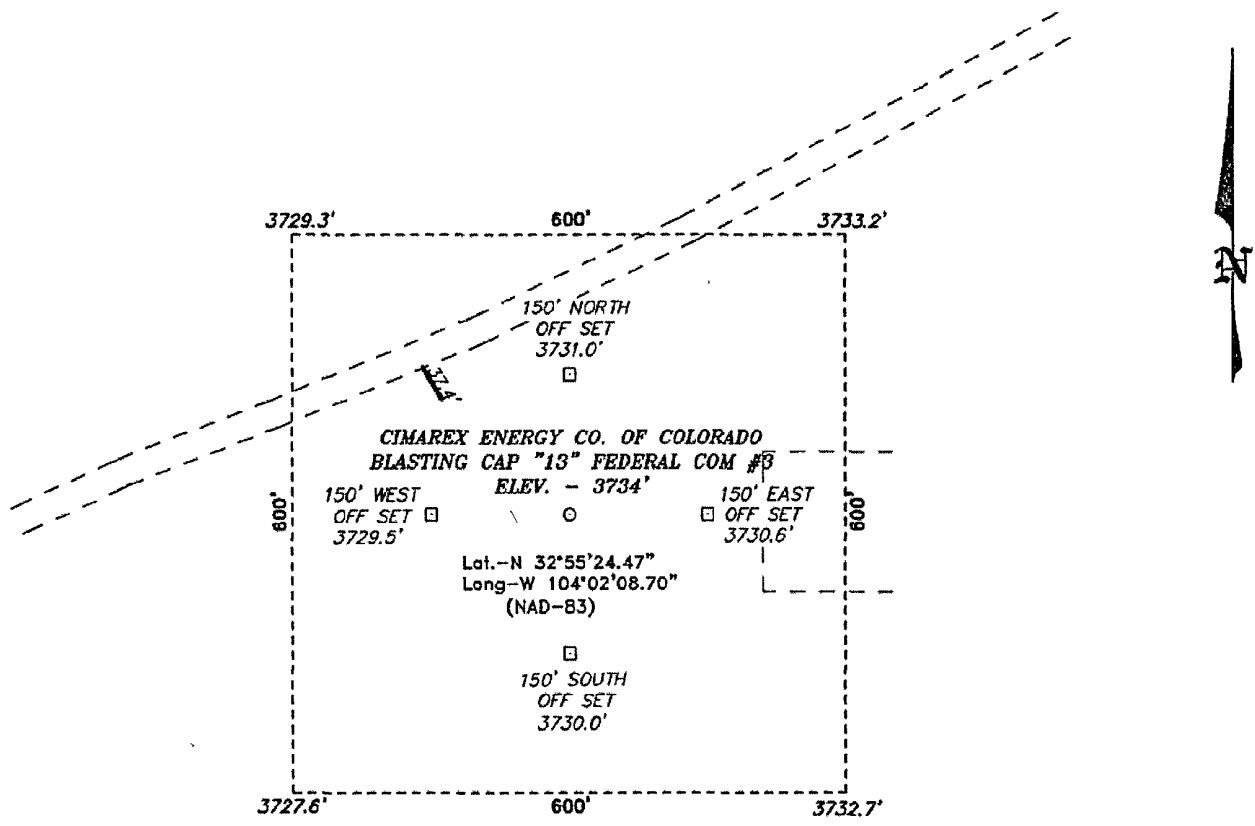 3729.3' 600' 3733.2'
N
150' NORTH
OFF SET
3731.0'
37.4'
CIMAREX ENERGY CO. OF COLORADO
BLASTING CAP "13" FEDERAL COM #3
ELEV. - 3734'
150' WEST
OFF SET
3729.5'
600'
150' EAST
OFF SET
3730.6'
600'
Lat.-N 32°55'24.47"
Long-W 104°02'08.70"
(NAD-83)
150' SOUTH
OFF SET
3730.0'
3727.6' 600' 3732.7'